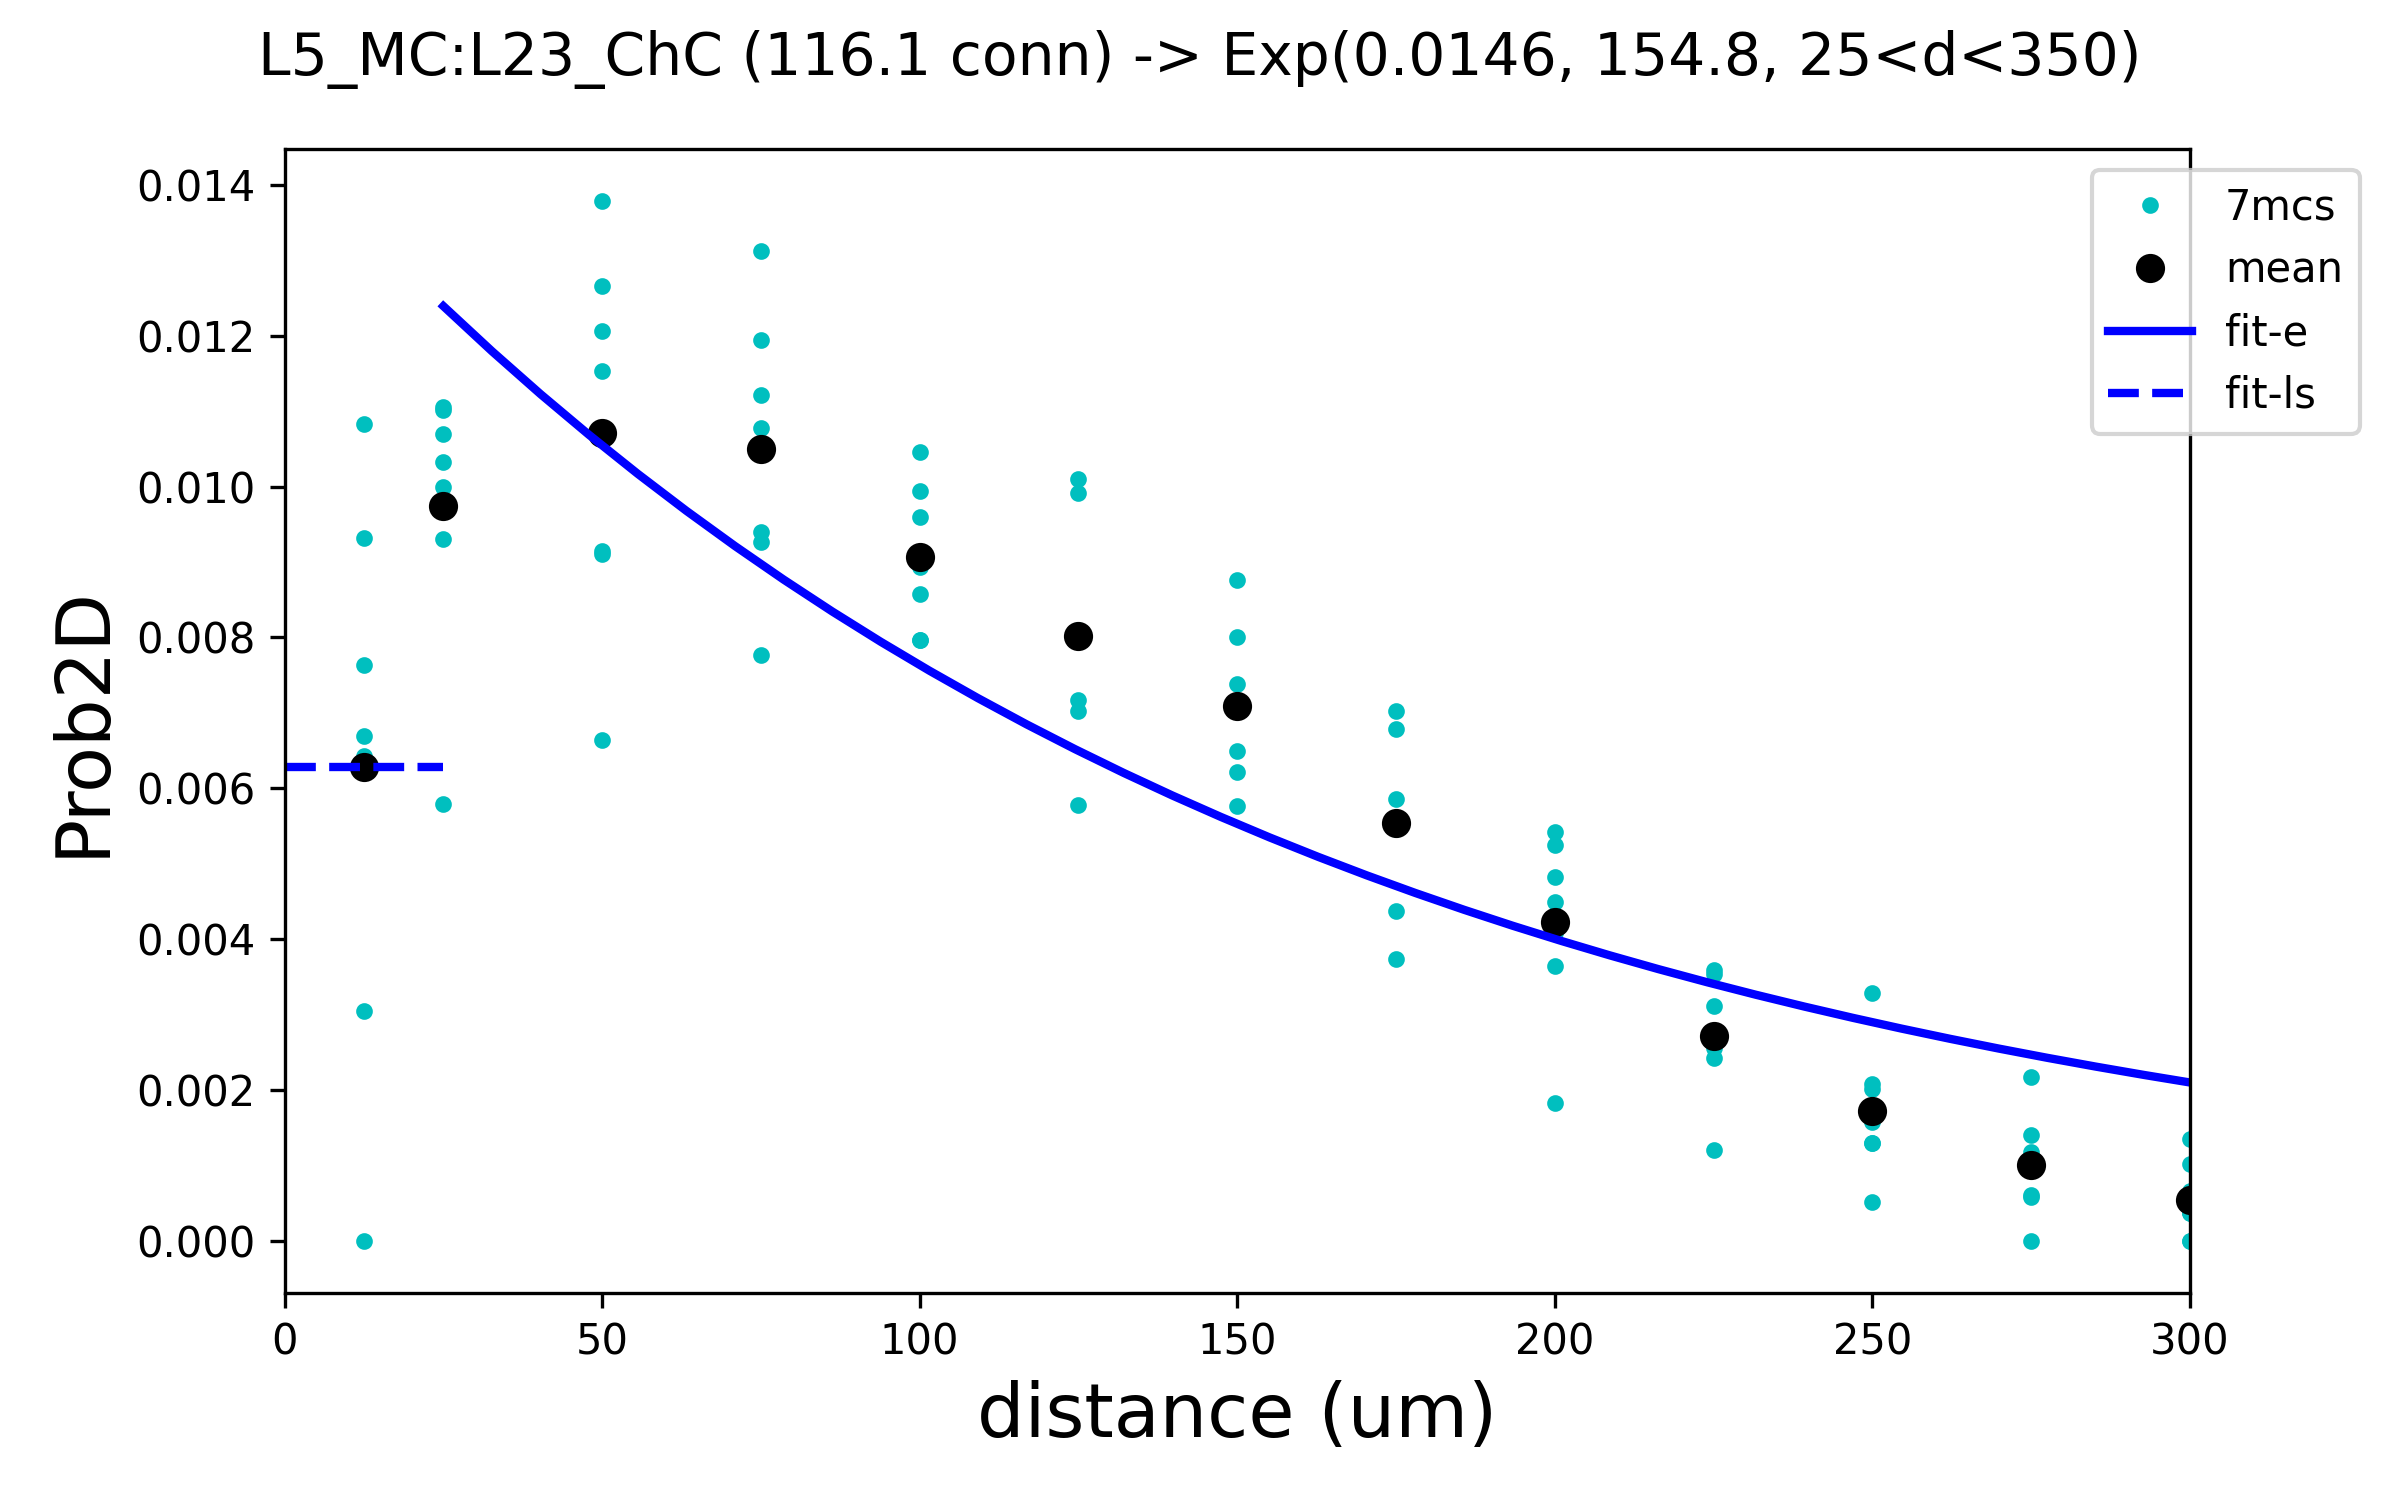 L5_MC:L23_ChC (116.1 conn) -> Exp(0.0146, 154.8, 25<d<350)
7mcs
mean
fit-e
fit-ls
Prob2D
0.014
0.012
0.010
0.008
0.006
0.004
0.002
0.000
0 50 100 150 200 250 300
distance (um)